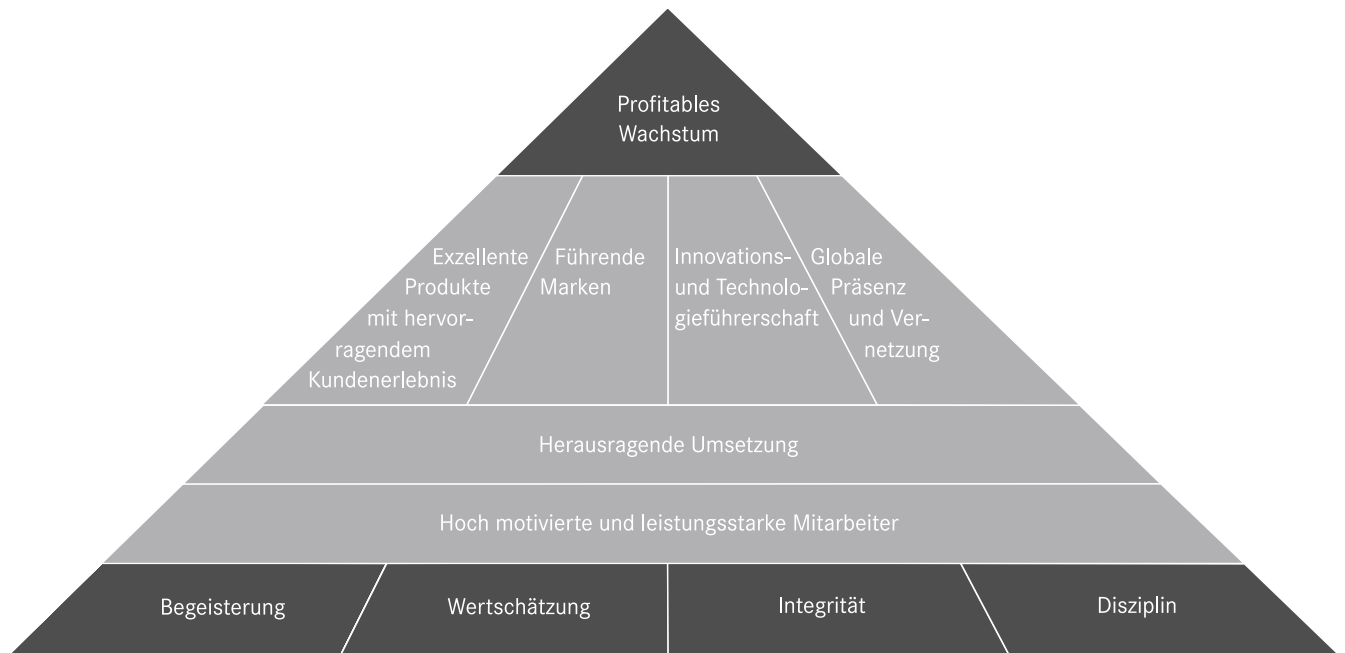 Profitables
Wachstum
Exzellente
Produkte
mit hervor-
ragendem
Kundenerlebnis
Führende
Marken
Innovations-
und Technolo-
gieführerschaft
Globale
Präsenz
und Ver-
netzung
Herausragende Umsetzung
Hoch motivierte und leistungsstarke Mitarbeiter
Begeisterung
Wertschätzung
Integrität
Disziplin